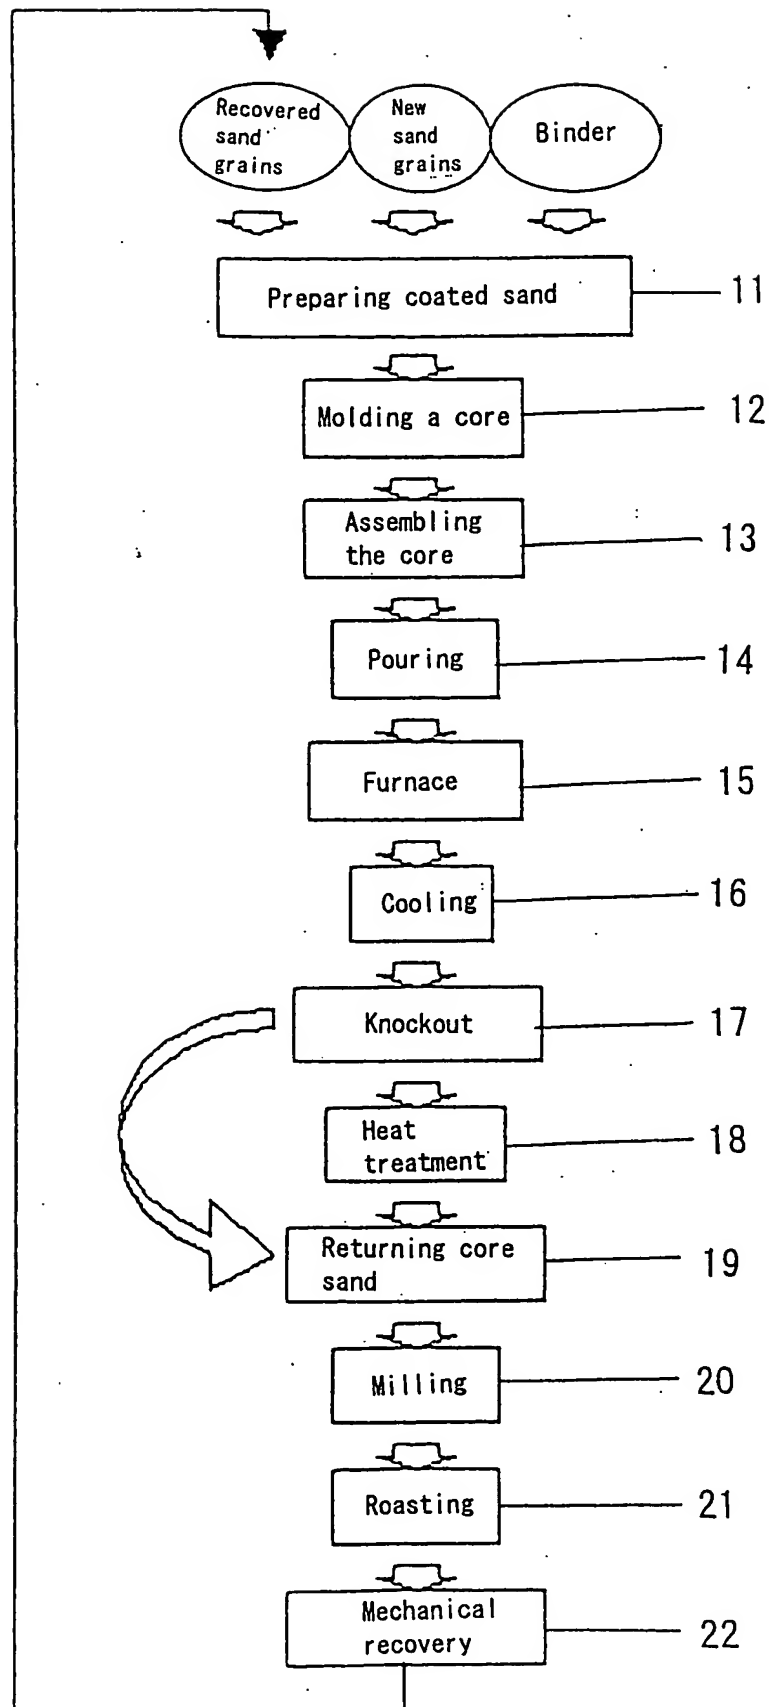 Recovered
sand
grains
New
sand
grains
Binder
Preparing coated sand
11
Molding a core
12
Assembling
the core
13
Pouring
14
Furnace
15
Cooling
16
Knockout
17
Heat
treatment
18
Returning core
sand
19
Milling
20
Roasting
21
Mechanical
recovery
22